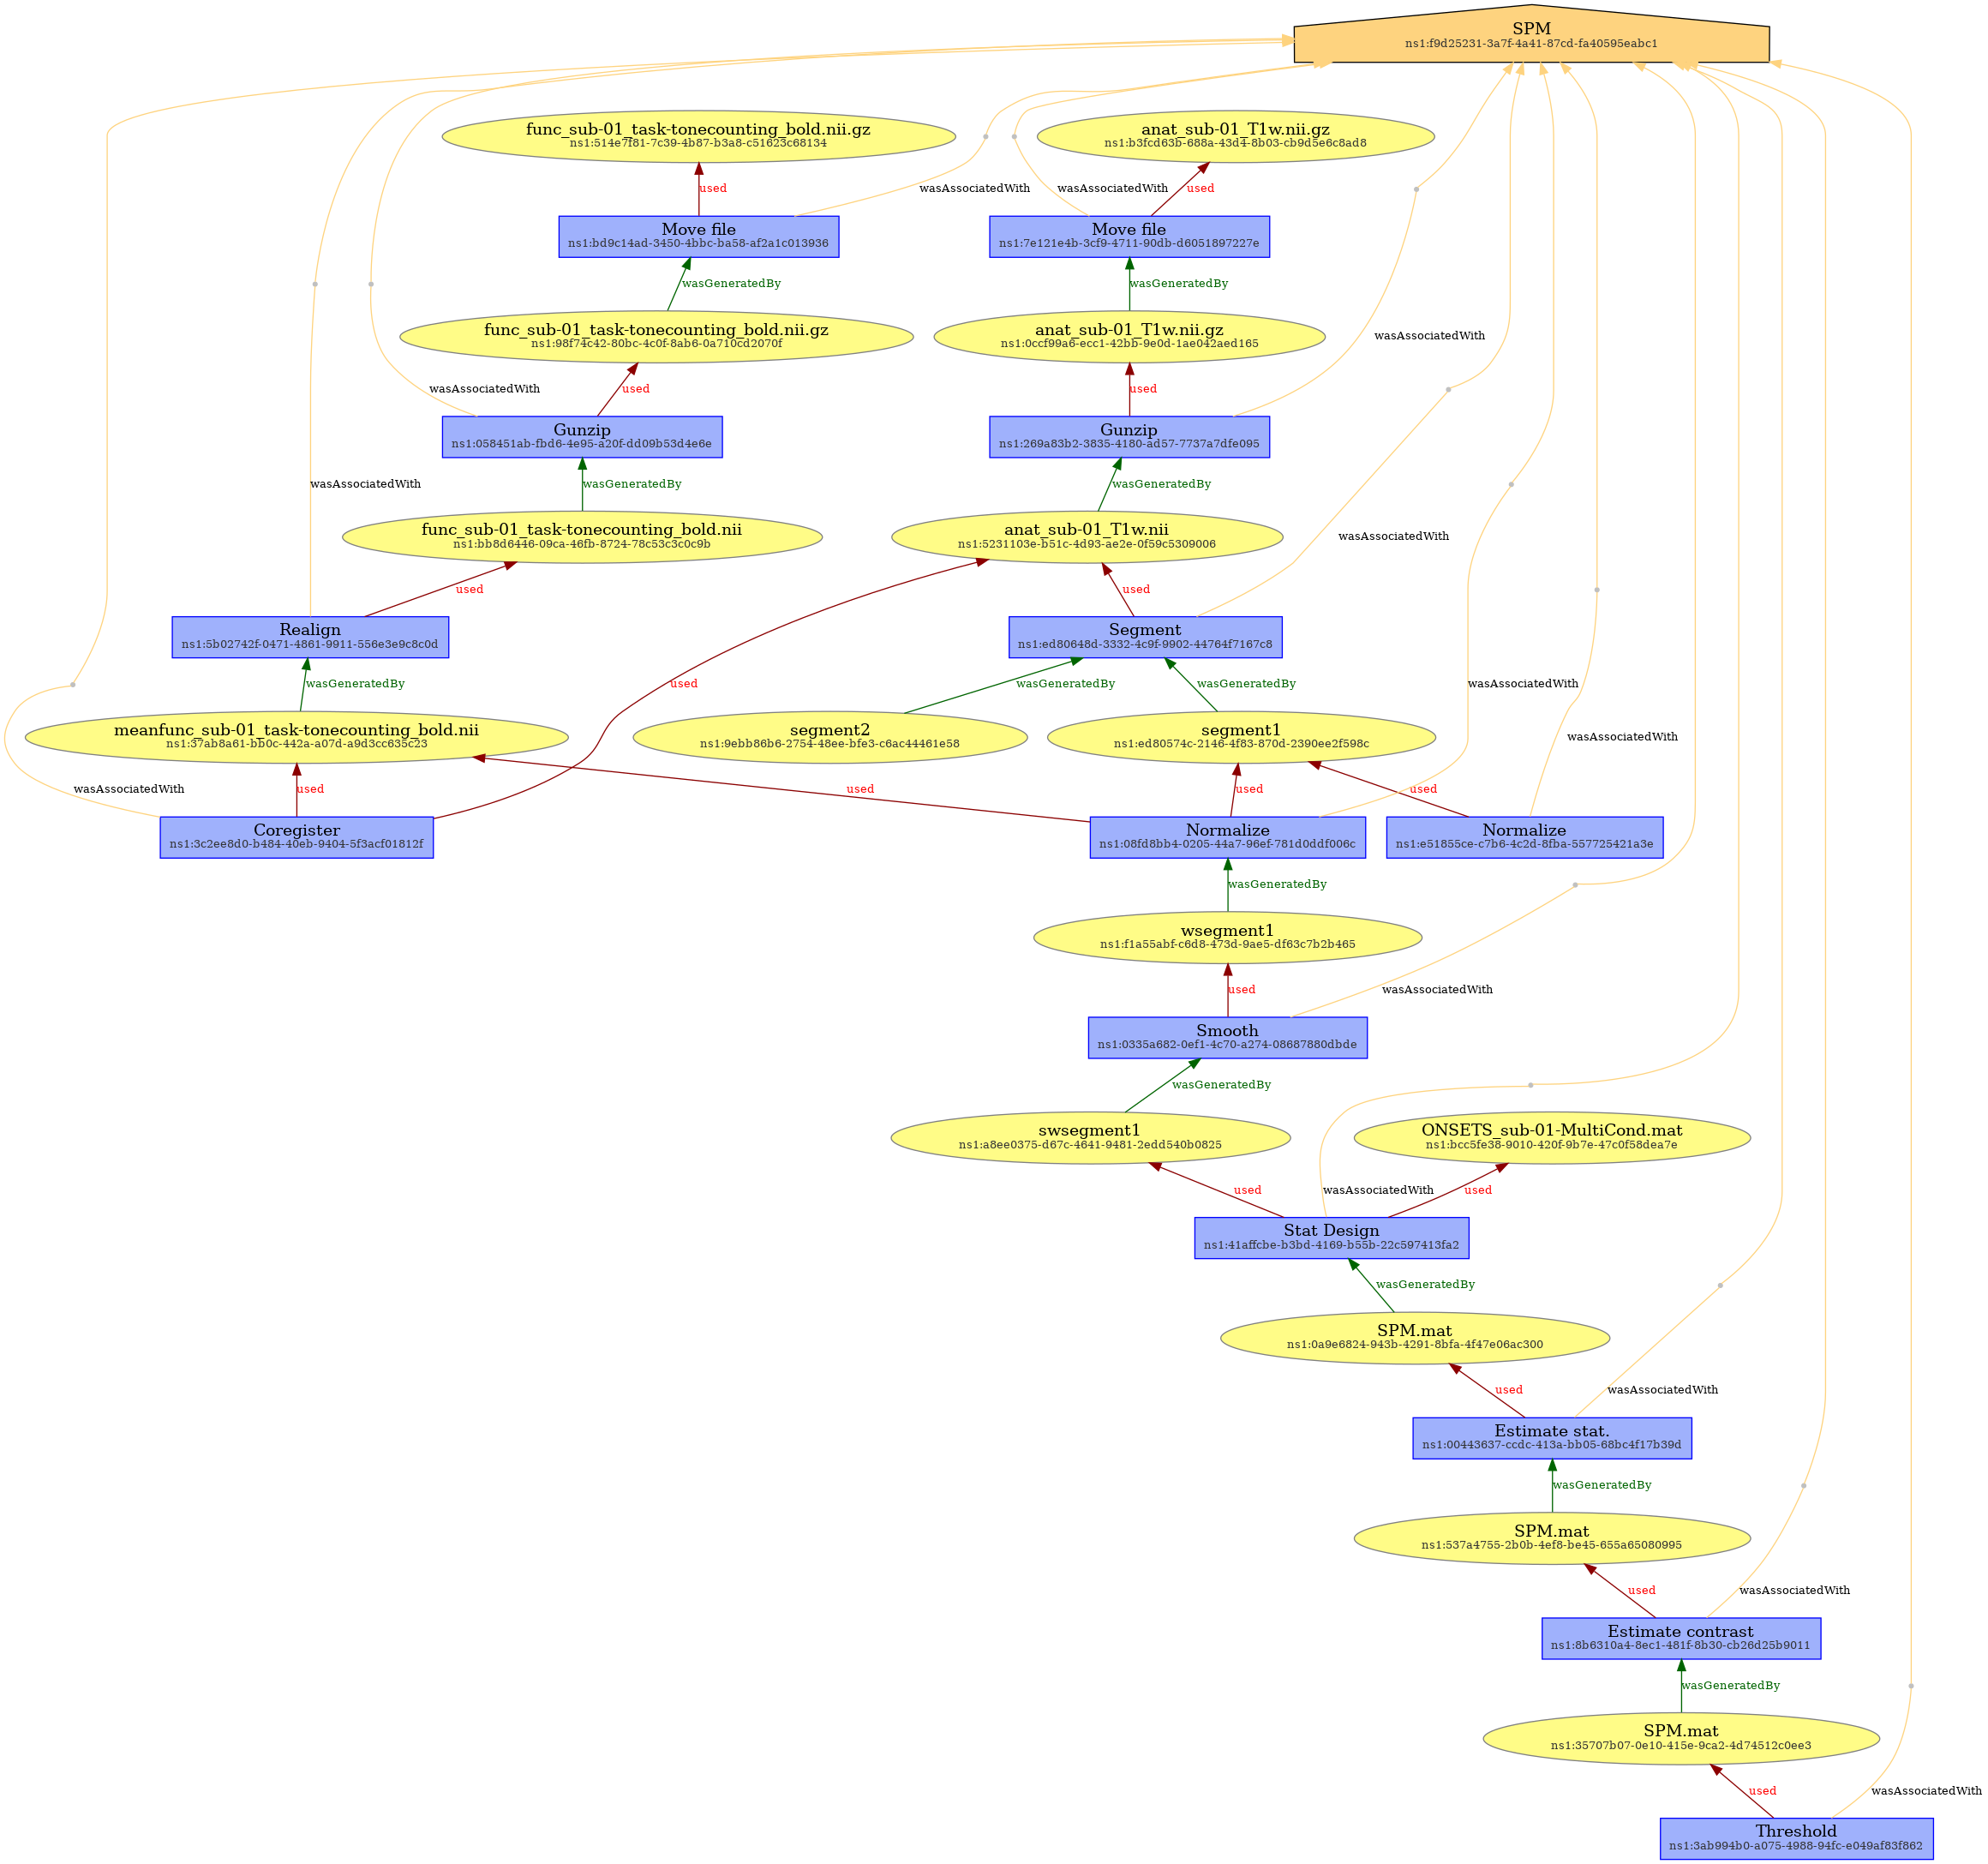 SPM
ns1:f9d25231-3a7f-4a41-87cd-fa40595eabc1
func_sub-01_task-tonecounting_bold.nii.gz
ns1:514e7f81-7c39-4b87-b3a8-c51623c68134
anat_sub-01_T1w.nii.gz
ns1:b3fcd63b-688a-43d4-8b03-cb9d5e6c8ad8
used
wasAssociatedWith
wasAssociatedWith
used
Move file
ns1:bd9c14ad-3450-4bbc-ba58-af2a1c013936
Move file
ns1:7e121e4b-3cf9-4711-90db-d6051897227e
wasGeneratedBy
wasGeneratedBy
func_sub-01_task-tonecounting_bold.nii.gz
ns1:98f74c42-80bc-4c0f-8ab6-0a710cd2070f
anat_sub-01_T1w.nii.gz
ns1:0ccf99a6-ecc1-42bb-9e0d-1ae042aed165
wasAssociatedWith
wasAssociatedWith
used
used
Gunzip
ns1:058451ab-fbd6-4e95-a20f-dd09b53d4e6e
Gunzip
ns1:269a83b2-3835-4180-ad57-7737a7dfe095
wasAssociatedWith
wasGeneratedBy
wasGeneratedBy
func_sub-01_task-tonecounting_bold.nii
ns1:bb8d6446-09ca-46fb-8724-78c53c3c0c9b
anat_sub-01_T1w.nii
ns1:5231103e-b51c-4d93-ae2e-0f59c5309006
wasAssociatedWith
used
used
Realign
ns1:5b02742f-0471-4861-9911-556e3e9c8c0d
Segment
ns1:ed80648d-3332-4c9f-9902-44764f7167c8
wasGeneratedBy
used
wasGeneratedBy
wasGeneratedBy
wasAssociatedWith
meanfunc_sub-01_task-tonecounting_bold.nii
ns1:37ab8a61-bb0c-442a-a07d-a9d3cc635c23
segment2
ns1:9ebb86b6-2754-48ee-bfe3-c6ac44461e58
segment1
ns1:ed80574c-2146-4f83-870d-2390ee2f598c
wasAssociatedWith
wasAssociatedWith
used
used
used
used
Coregister
ns1:3c2ee8d0-b484-40eb-9404-5f3acf01812f
Normalize
ns1:08fd8bb4-0205-44a7-96ef-781d0ddf006c
Normalize
ns1:e51855ce-c7b6-4c2d-8fba-557725421a3e
wasGeneratedBy
wsegment1
ns1:f1a55abf-c6d8-473d-9ae5-df63c7b2b465
used
wasAssociatedWith
Smooth
ns1:0335a682-0ef1-4c70-a274-08687880dbde
wasGeneratedBy
swsegment1
ns1:a8ee0375-d67c-4641-9481-2edd540b0825
ONSETS_sub-01-MultiCond.mat
ns1:bcc5fe38-9010-420f-9b7e-47c0f58dea7e
used
wasAssociatedWith
used
Stat Design
ns1:41affcbe-b3bd-4169-b55b-22c597413fa2
wasGeneratedBy
SPM.mat
ns1:0a9e6824-943b-4291-8bfa-4f47e06ac300
used
wasAssociatedWith
Estimate stat.
ns1:00443637-ccdc-413a-bb05-68bc4f17b39d
wasGeneratedBy
SPM.mat
ns1:537a4755-2b0b-4ef8-be45-655a65080995
used
wasAssociatedWith
Estimate contrast
ns1:8b6310a4-8ec1-481f-8b30-cb26d25b9011
wasGeneratedBy
SPM.mat
ns1:35707b07-0e10-415e-9ca2-4d74512c0ee3
used
wasAssociatedWith
Threshold
ns1:3ab994b0-a075-4988-94fc-e049af83f862